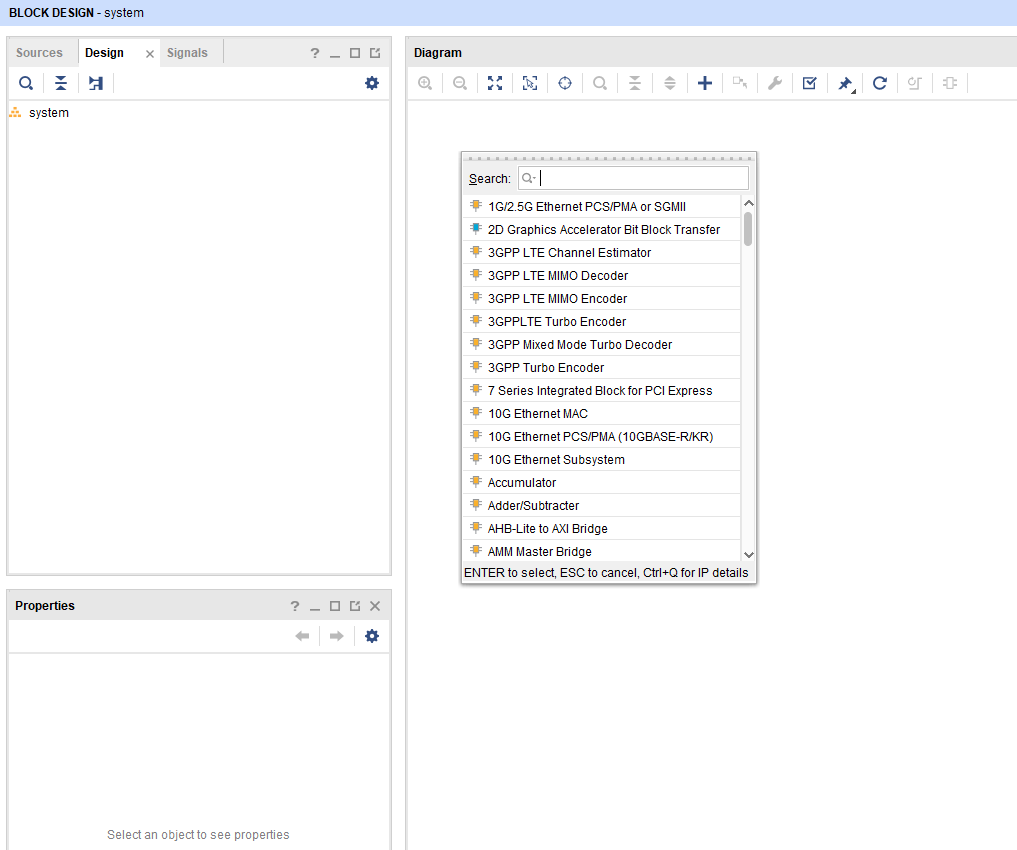 BLOCK DESIGN - system
Sources Design Signals ?
system
Properties ?
Select an object to see properties
Diagram
Search:
1G/2.5G Ethernet PCS/PMA or SGMII
2D Graphics Accelerator Bit Block Transfer
3GPP LTE Channel Estimator
3GPP LTE MIMO Decoder
3GPP LTE MIMO Encoder
3GPPLTE Turbo Encoder
3GPP Mixed Mode Turbo Decoder
3GPP Turbo Encoder
7 Series Integrated Block for PCI Express
10G Ethernet MAC
10G Ethernet PCS/PMA (10GBASE-R/KR)
10G Ethernet Subsystem
Accumulator
Adder/Subtracter
AHB-Lite to AXI Bridge
AMM Master Bridge
ENTER to select, ESC to cancel, Ctrl+Q for IP details